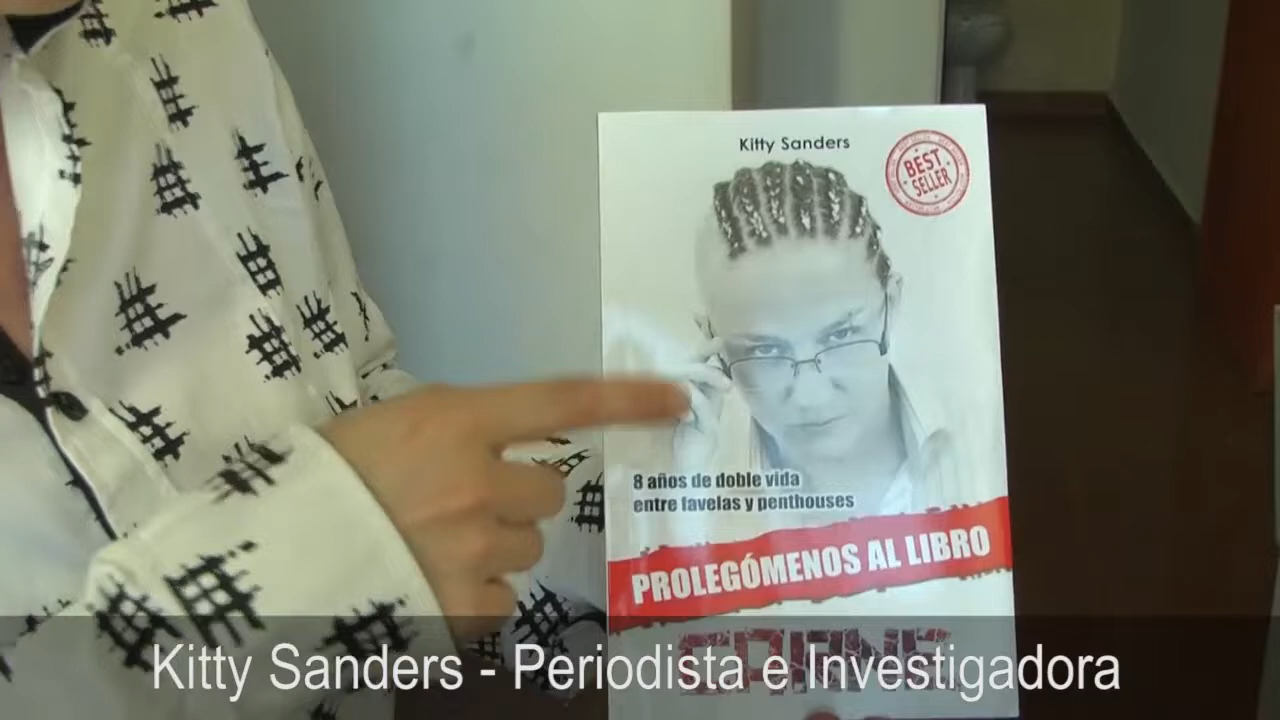 Kitty Sanders
BEST
SELLER
8 años de doble vida
entre favelas y penthouses
PROLEGÓMENOS AL LIBRO
CARNE
Kitty Sanders - Periodista e Investigadora